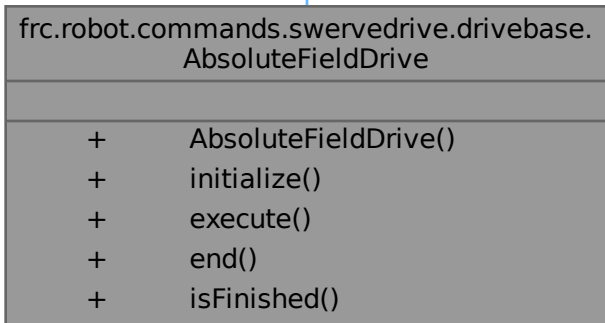 frc.robot.commands.swervedrive.drivebase.
AbsoluteFieldDrive
+ AbsoluteFieldDrive()
+ initialize()
+ execute()
+ end()
+ isFinished()